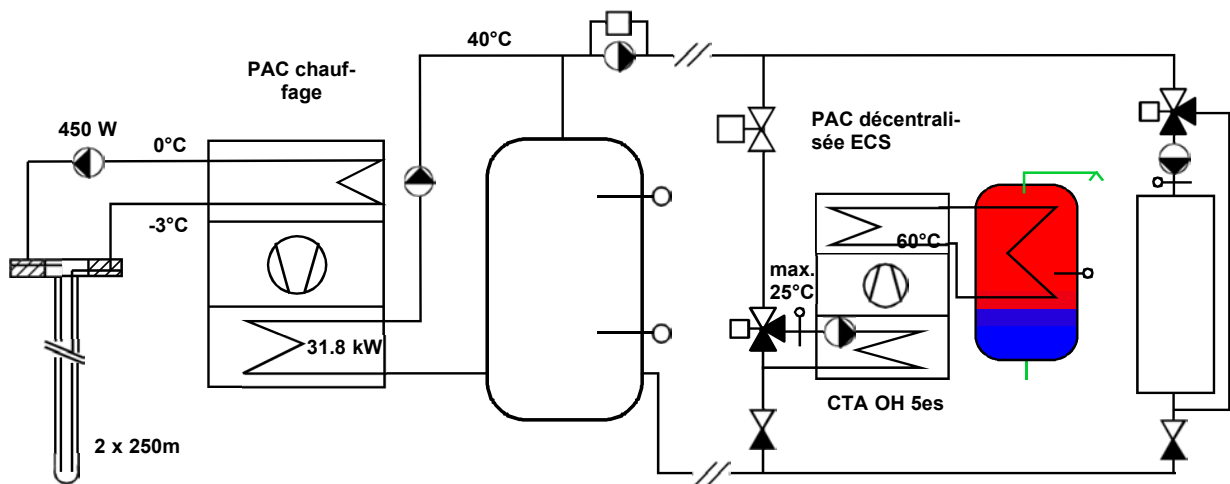 40°C
PAC chauf-
fage
450 W
0°C
-3°C
31.8 kW
2 x 250m
PAC décentrali-
sée ECS
60°C
max.
25°C
CTA OH 5es